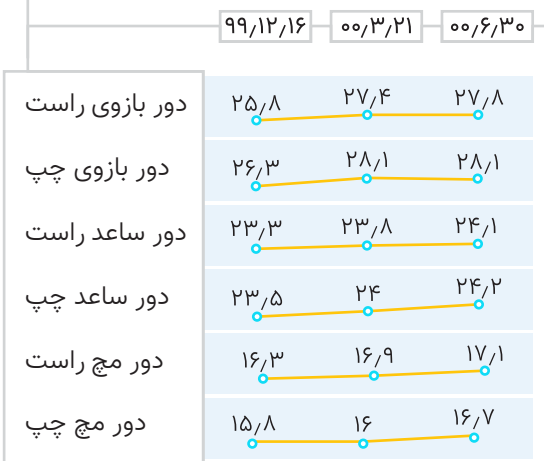 ۹۹٫۱۲٫۱۶ ۰۰٫۳٫۲۱ ۰۰٫۶٫۳۰
دور بازوی راست ۲۵٫۸ ۲۷٫۴ ۲۷٫۸
دور بازوی چپ ۲۶٫۳ ۲۸٫۱ ۲۸٫۱
دور ساعد راست ۲۳٫۳ ۲۳٫۸ ۲۴٫۱
دور ساعد چپ ۲۳٫۵ ۲۴ ۲۴٫۲
دور مچ راست ۱۶٫۳ ۱۶٫۹ ۱۷٫۱
دور مچ چپ ۱۵٫۸ ۱۶ ۱۶٫۷